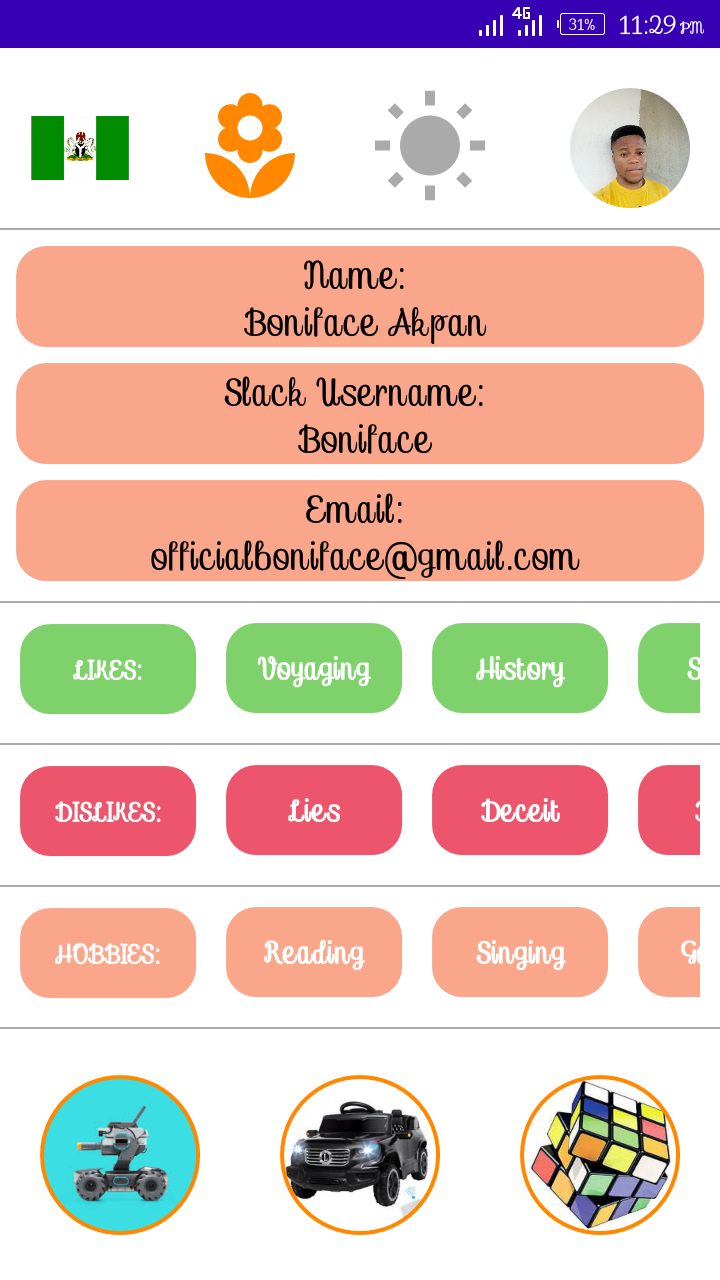 4G 31% 11:29 PM
Name:
Boniface Akpan
Slack Username:
Boniface
Email:
officialboniface@gmail.com
LIKES: Voyaging History S
DISLIKES: Lies Deceit
HOBBIES: Reading Singing